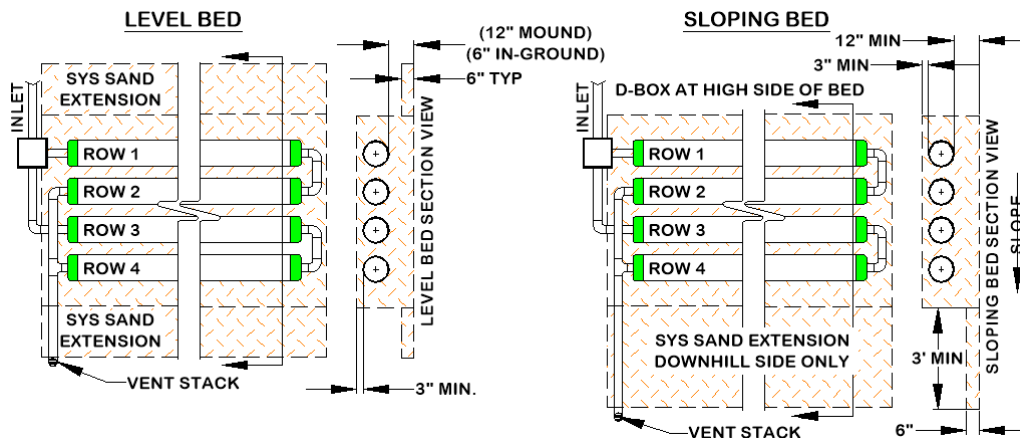 LEVEL BED
SYS SAND
EXTENSION
INLET
ROW 1
ROW 2
ROW 3
ROW 4
SYS SAND
EXTENSION
VENT STACK
(12" MOUND)
(6" IN-GROUND)
6" TYP
LEVEL BED SECTION VIEW
3" MIN.
SLOPING BED
D-BOX AT HIGH SIDE OF BED
INLET
ROW 1
ROW 2
ROW 3
ROW 4
SYS SAND EXTENSION
DOWNHILL SIDE ONLY
VENT STACK
12" MIN
3" MIN
SLOPING BED SECTION VIEW
SLOPE
3' MIN
6"